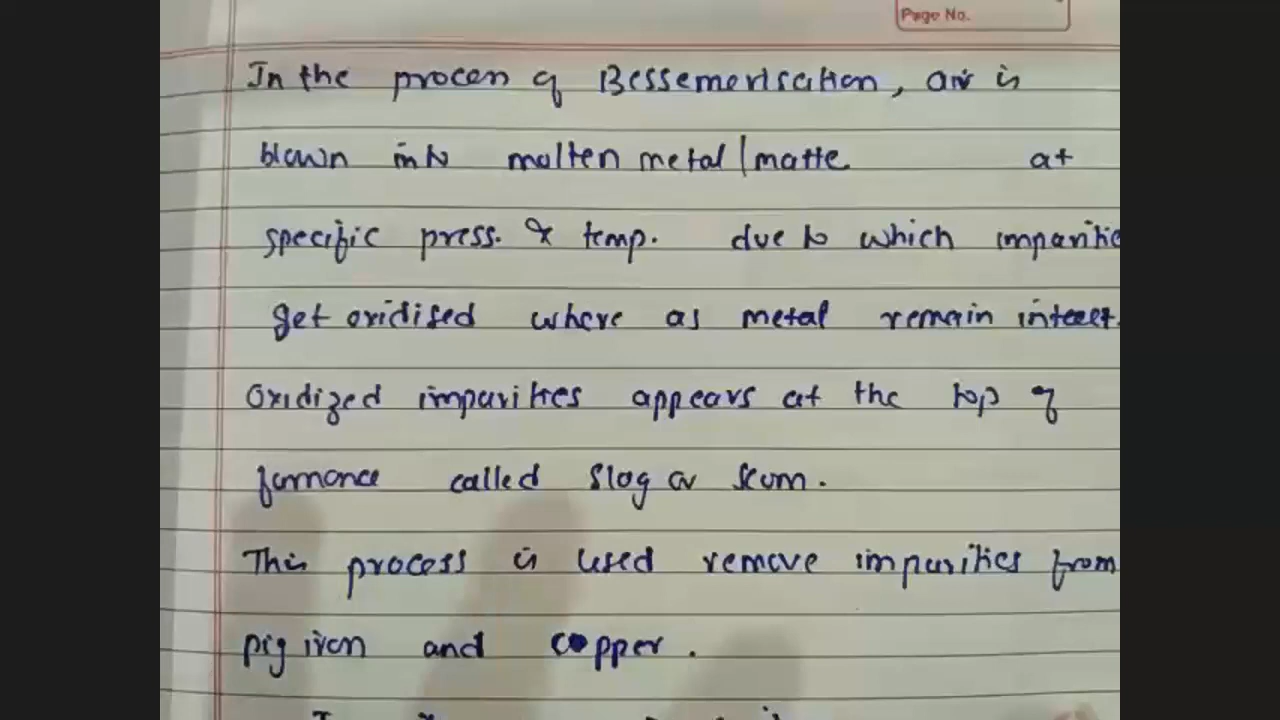 Page No.
In the process of Bessemerisation, air is
blown into molten metal/matte at
specific press. & temp. due to which impuritie
get oxidised where as metal remain intact.
Oxidized impurities appears at the top of
furnance called Slag or Scum.
This process is used remove impurities from
pig iron and copper.